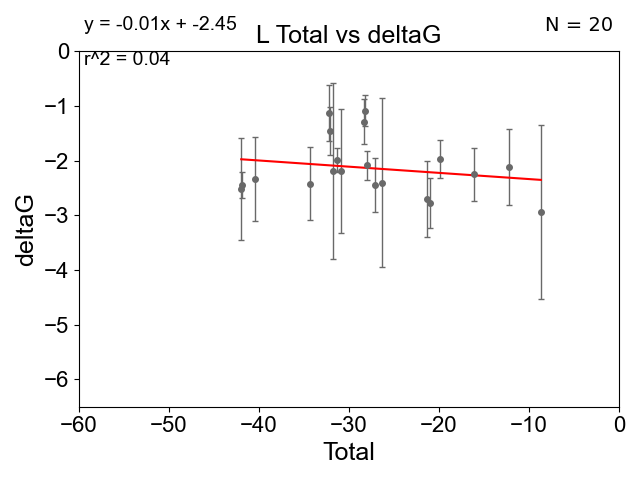 y = -0.01x + -2.45
N = 20
L Total vs deltaG
r^2 = 0.04
0
−1
−2
−3
−4
−5
−6
deltaG
−60 −50 −40 −30 −20 −10 0
Total